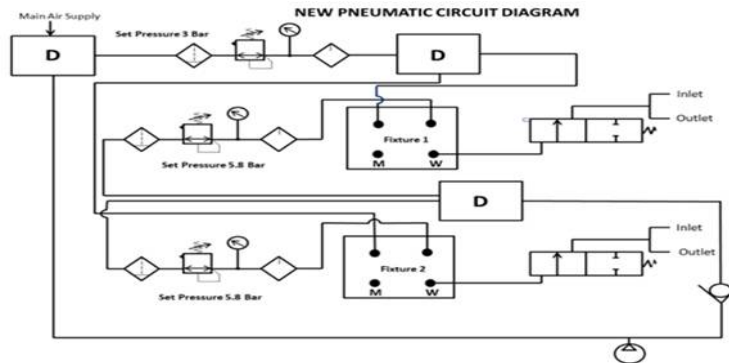 NEW PNEUMATIC CIRCUIT DIAGRAM
Main Air Supply
Set Pressure 3 Bar
D
D
Inlet
Outlet
Fixture 1
M W
Set Pressure 5.8 Bar
D
Inlet
Outlet
Fixture 2
M W
Set Pressure 5.8 Bar